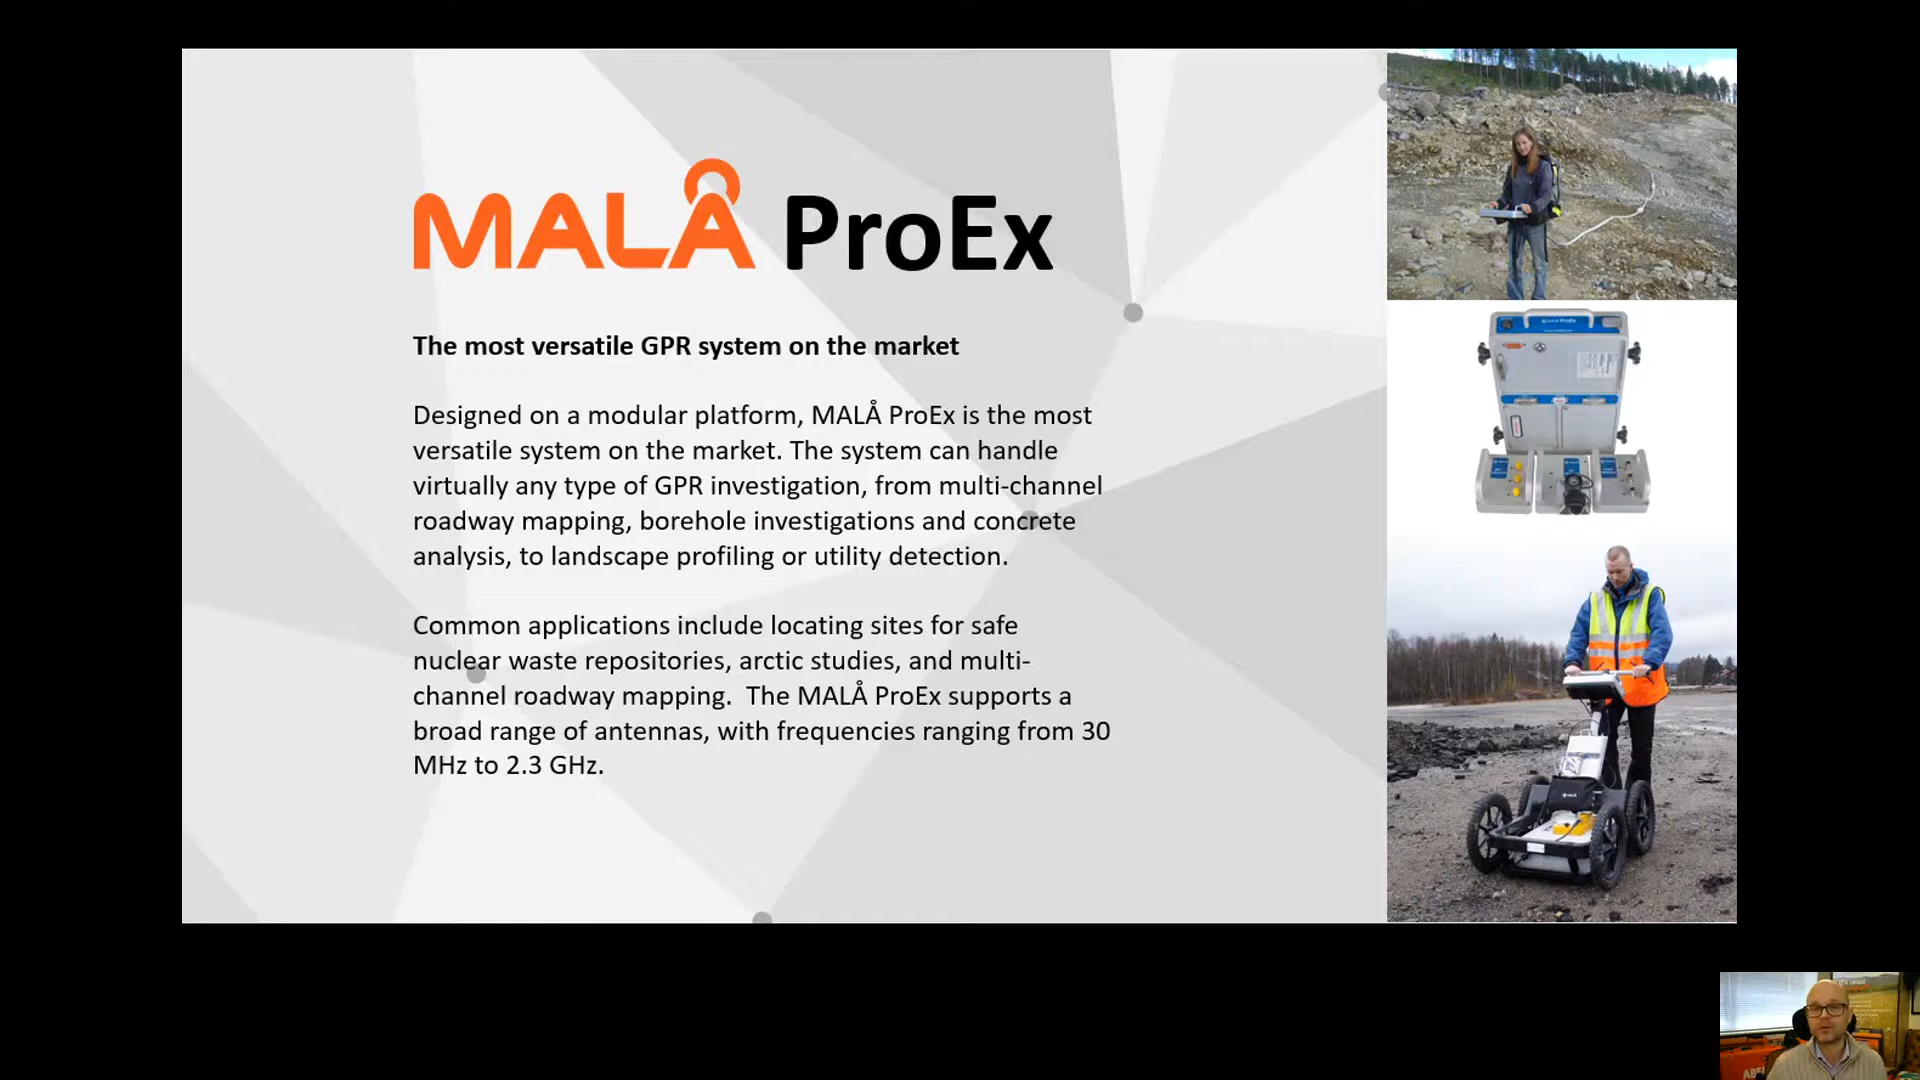 MALÅ ProEx
The most versatile GPR system on the market
Designed on a modular platform, MALÅ ProEx is the most
versatile system on the market. The system can handle
virtually any type of GPR investigation, from multi-channel
roadway mapping, borehole investigations and concrete
analysis, to landscape profiling or utility detection.
Common applications include locating sites for safe
nuclear waste repositories, arctic studies, and multi-
channel roadway mapping.  The MALÅ ProEx supports a
broad range of antennas, with frequencies ranging from 30
MHz to 2.3 GHz.